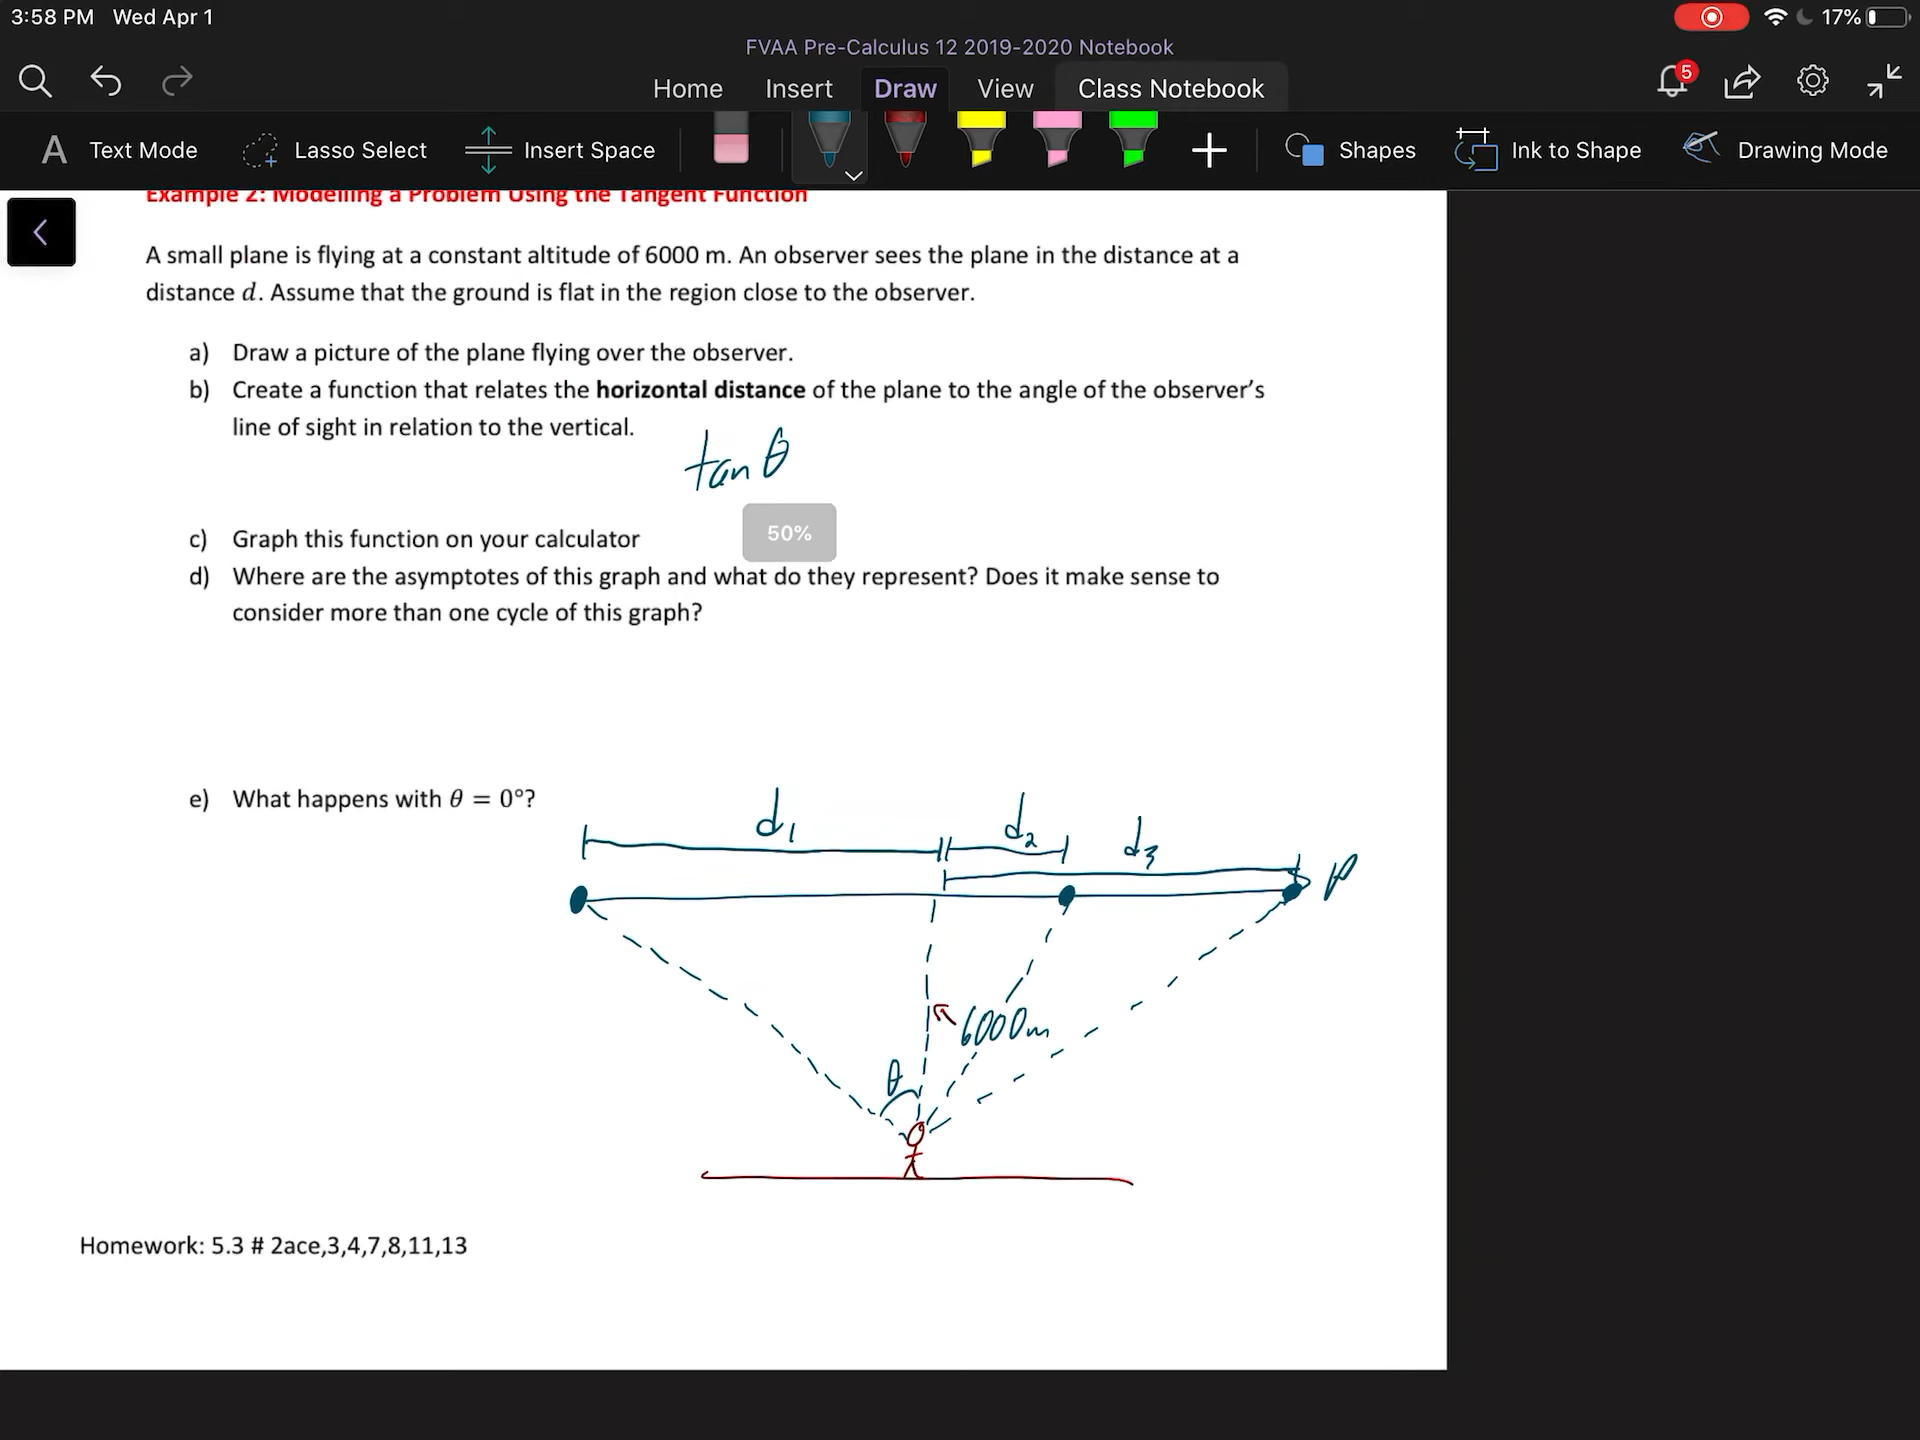 3:58 PM Wed Apr 1
17%
FVAA Pre-Calculus 12 2019-2020 Notebook
Home Insert Draw View Class Notebook
5
A Text Mode Lasso Select Insert Space Shapes Ink to Shape Drawing Mode
Example 2: Modelling a Problem Using the Tangent Function
A small plane is flying at a constant altitude of 6000 m. An observer sees the plane in the distance at a
distance d. Assume that the ground is flat in the region close to the observer.
a) Draw a picture of the plane flying over the observer.
b) Create a function that relates the horizontal distance of the plane to the angle of the observer's
line of sight in relation to the vertical.
tan θ
50%
c) Graph this function on your calculator
d) Where are the asymptotes of this graph and what do they represent? Does it make sense to
consider more than one cycle of this graph?
e) What happens with θ = 0°?
d₁ d₂ d₃
6000m
θ
Homework: 5.3 # 2ace,3,4,7,8,11,13